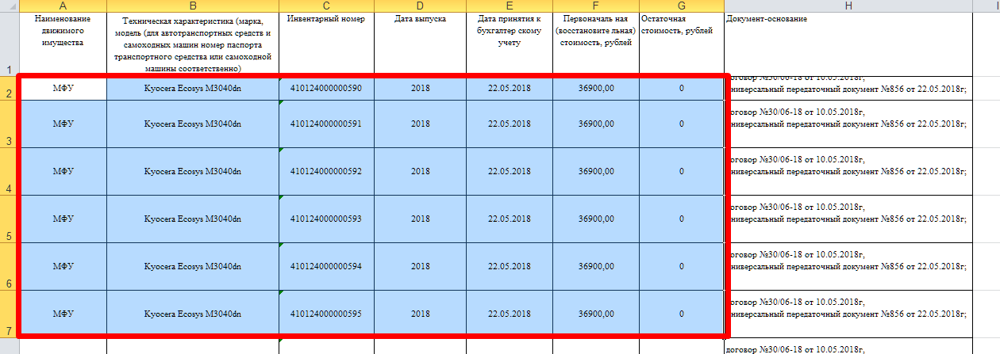 A B C D E F G H
Наименование движимого имущества
Техническая характеристика (марка, модель (для автотранспортных средств и самоходных машин номер паспорта транспортного средства или самоходной машины соответственно)
Инвентарный номер
Дата выпуска
Дата принятия к бухгалтер скому учету
Первоначаль ная (восстановите льная) стоимость, рублей
Остаточная стоимость, рублей
Документ-основание
1
2 МФУ Kyocera Ecosys M3040dn 410124000000590 2018 22.05.2018 36900,00 0
оговор №30/06-18 от 10.05.2018г,
ниверсальный передаточный документ №856 от 22.05.2018г;
3 МФУ Kyocera Ecosys M3040dn 410124000000591 2018 22.05.2018 36900,00 0
оговор №30/06-18 от 10.05.2018г,
ниверсальный передаточный документ №856 от 22.05.2018г;
4 МФУ Kyocera Ecosys M3040dn 410124000000592 2018 22.05.2018 36900,00 0
оговор №30/06-18 от 10.05.2018г,
ниверсальный передаточный документ №856 от 22.05.2018г;
5 МФУ Kyocera Ecosys M3040dn 410124000000593 2018 22.05.2018 36900,00 0
оговор №30/06-18 от 10.05.2018г,
ниверсальный передаточный документ №856 от 22.05.2018г;
6 МФУ Kyocera Ecosys M3040dn 410124000000594 2018 22.05.2018 36900,00 0
оговор №30/06-18 от 10.05.2018г,
ниверсальный передаточный документ №856 от 22.05.2018г;
7 МФУ Kyocera Ecosys M3040dn 410124000000595 2018 22.05.2018 36900,00 0
оговор №30/06-18 от 10.05.2018г,
ниверсальный передаточный документ №856 от 22.05.2018г;
договор №30/06-18 от 10.05.2018г,